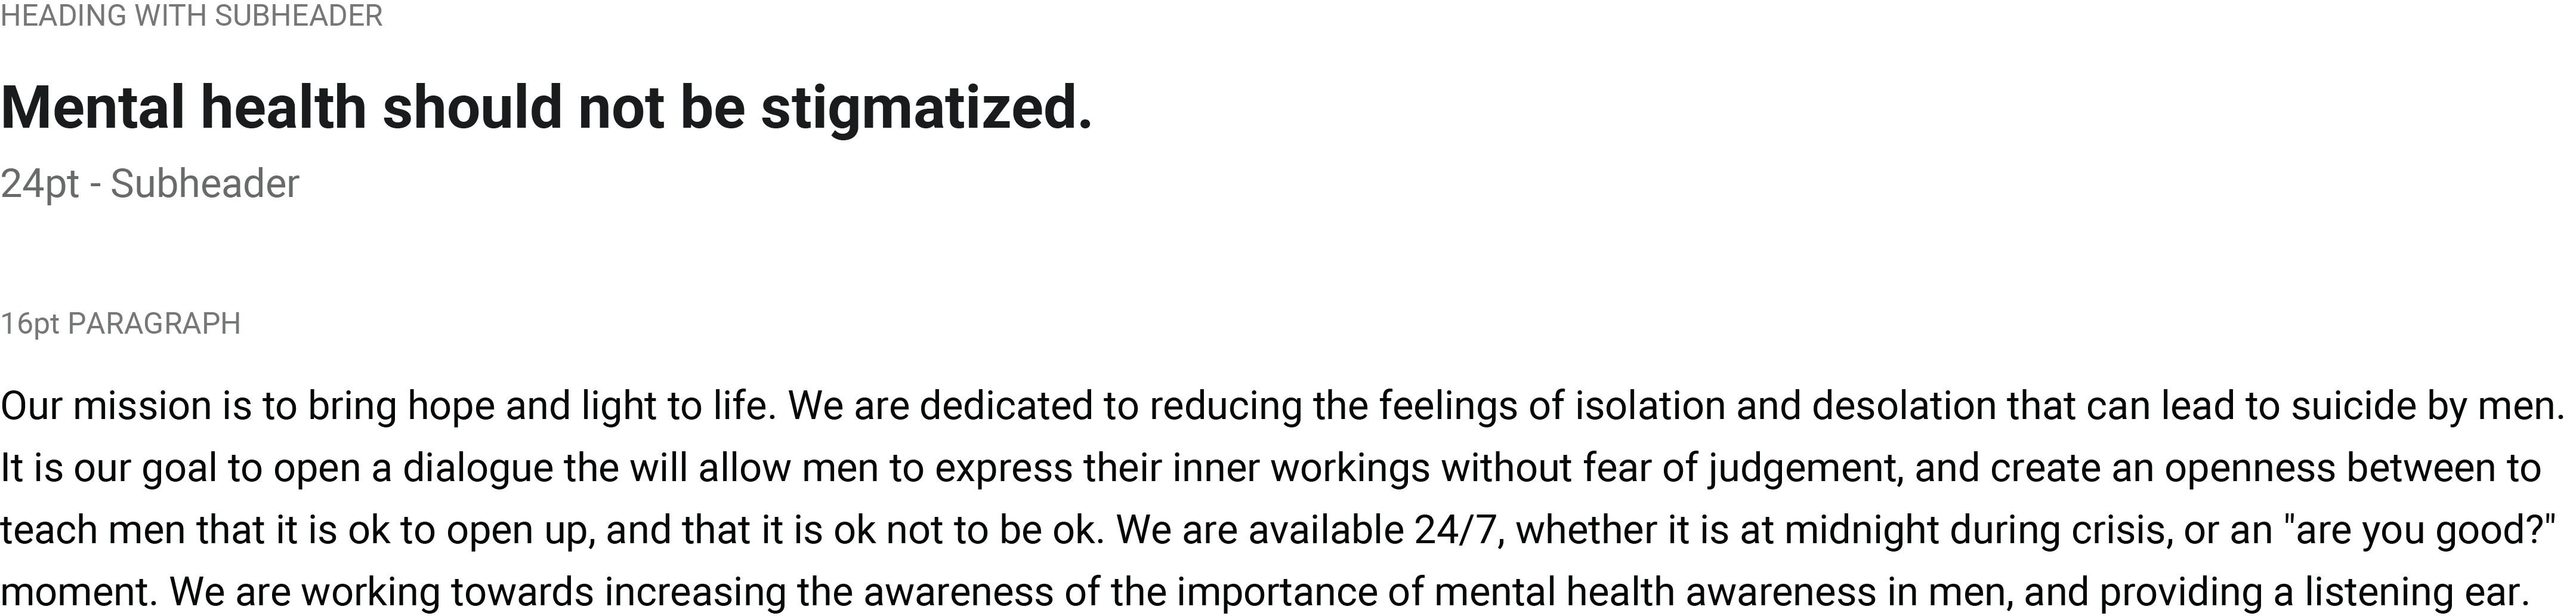 HEADING WITH SUBHEADER
Mental health should not be stigmatized.
24pt - Subheader
16pt PARAGRAPH
Our mission is to bring hope and light to life. We are dedicated to reducing the feelings of isolation and desolation that can lead to suicide by men.
It is our goal to open a dialogue the will allow men to express their inner workings without fear of judgement, and create an openness between to
teach men that it is ok to open up, and that it is ok not to be ok. We are available 24/7, whether it is at midnight during crisis, or an "are you good?"
moment. We are working towards increasing the awareness of the importance of mental health awareness in men, and providing a listening ear.